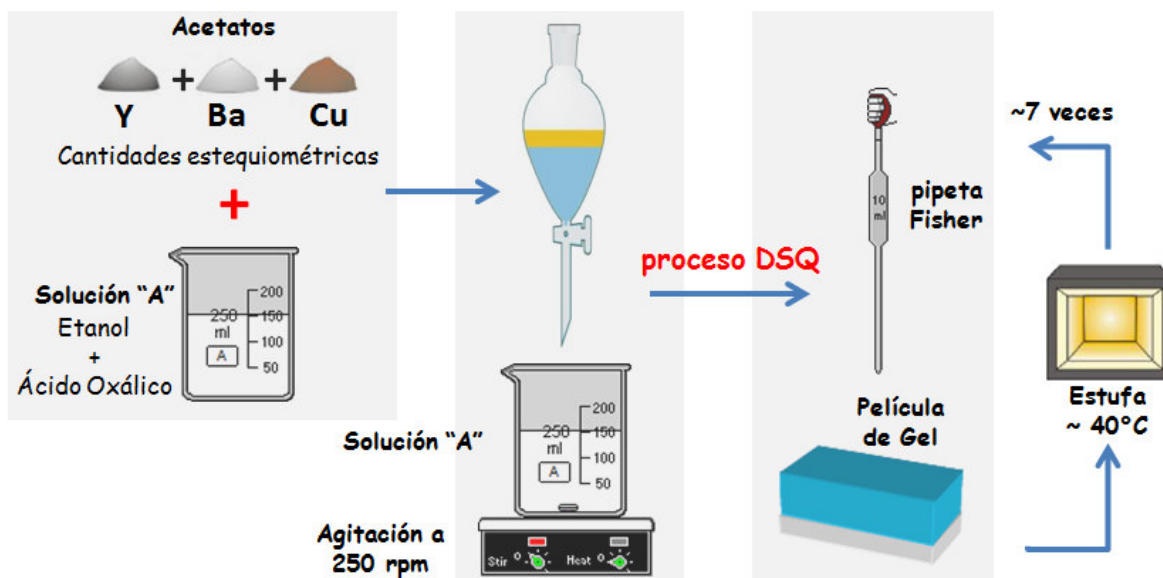 Acetatos
+ +
Y Ba Cu
Cantidades estequiométricas
+
Solución “A”
Etanol
+
Ácido Oxálico
200
250
150
ml
100
A
50
Solución “A”
200
250
150
ml
100
A
50
Agitación a
250 rpm
Stir 0
Heat 0
proceso DSQ
10
ml
pipeta
Fisher
Película
de Gel
~7 veces
Estufa
~ 40°C